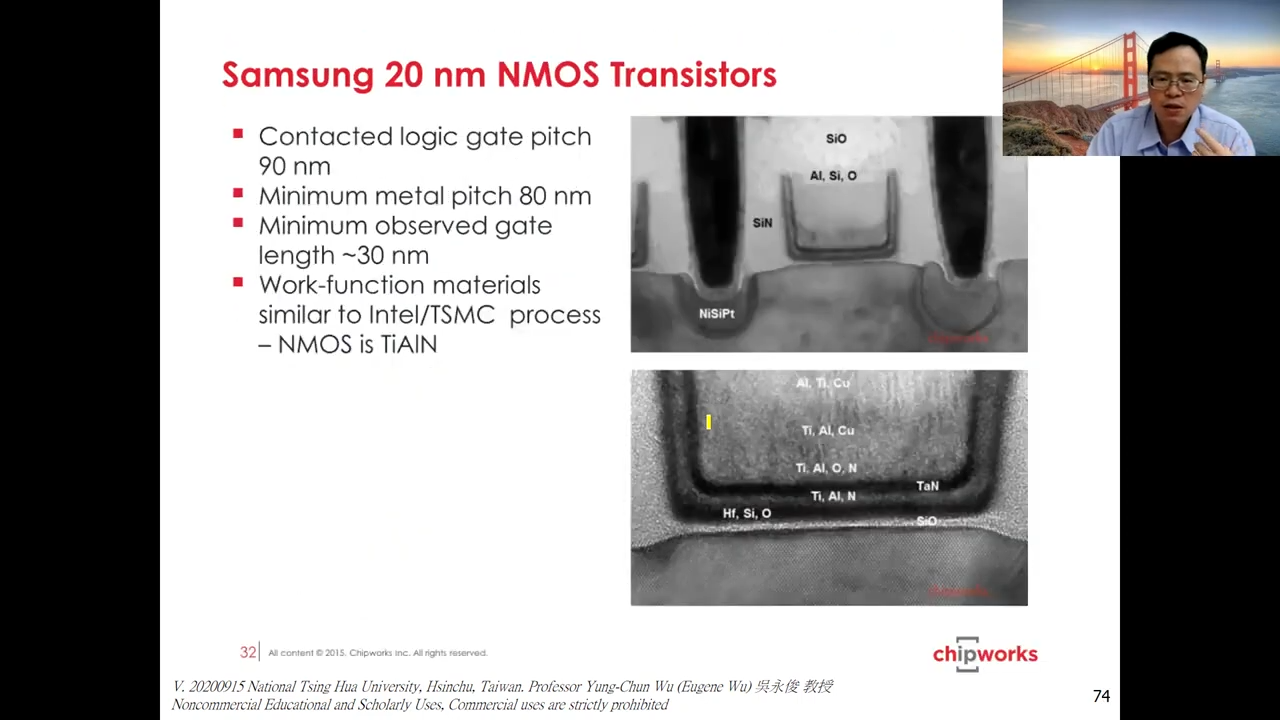 Samsung 20 nm NMOS Transistors
Contacted logic gate pitch
90 nm
Minimum metal pitch 80 nm
Minimum observed gate
length ~30 nm
Work-function materials
similar to Intel/TSMC process
– NMOS is TiAlN
SiO
Al, Si, O
SiN
NiSiPt
Al, Ti, Cu
Ti, Al, Cu
Ti, Al, O, N
TaN
Ti, Al, N
Hf, Si, O
SiO
32
All content © 2015. Chipworks Inc. All rights reserved.
chipworks
V. 20200915 National Tsing Hua University, Hsinchu, Taiwan. Professor Yung-Chun Wu (Eugene Wu) 吳永俊 教授
Noncommercial Educational and Scholarly Uses, Commercial uses are strictly prohibited
74